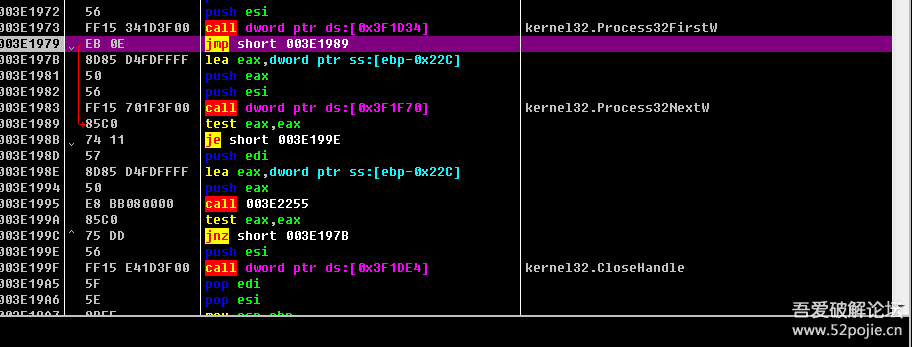 003E1972 56 push esi
003E1973 FF15 341D3F00 call dword ptr ds:[0x3F1D34] kernel32.Process32FirstW
003E1979 EB 0E jmp short 003E1989
003E197B 8D85 D4FDFFFF lea eax,dword ptr ss:[ebp-0x22C]
003E1981 50 push eax
003E1982 56 push esi
003E1983 FF15 701F3F00 call dword ptr ds:[0x3F1F70] kernel32.Process32NextW
003E1989 85C0 test eax,eax
003E198B 74 11 je short 003E199E
003E198D 57 push edi
003E198E 8D85 D4FDFFFF lea eax,dword ptr ss:[ebp-0x22C]
003E1994 50 push eax
003E1995 E8 BB080000 call 003E2255
003E199A 85C0 test eax,eax
003E199C 75 DD jnz short 003E197B
003E199E 56 push esi
003E199F FF15 E41D3F00 call dword ptr ds:[0x3F1DE4] kernel32.CloseHandle
003E19A5 5F pop edi
003E19A6 5E pop esi
吾爱破解论坛
www.52pojie.cn